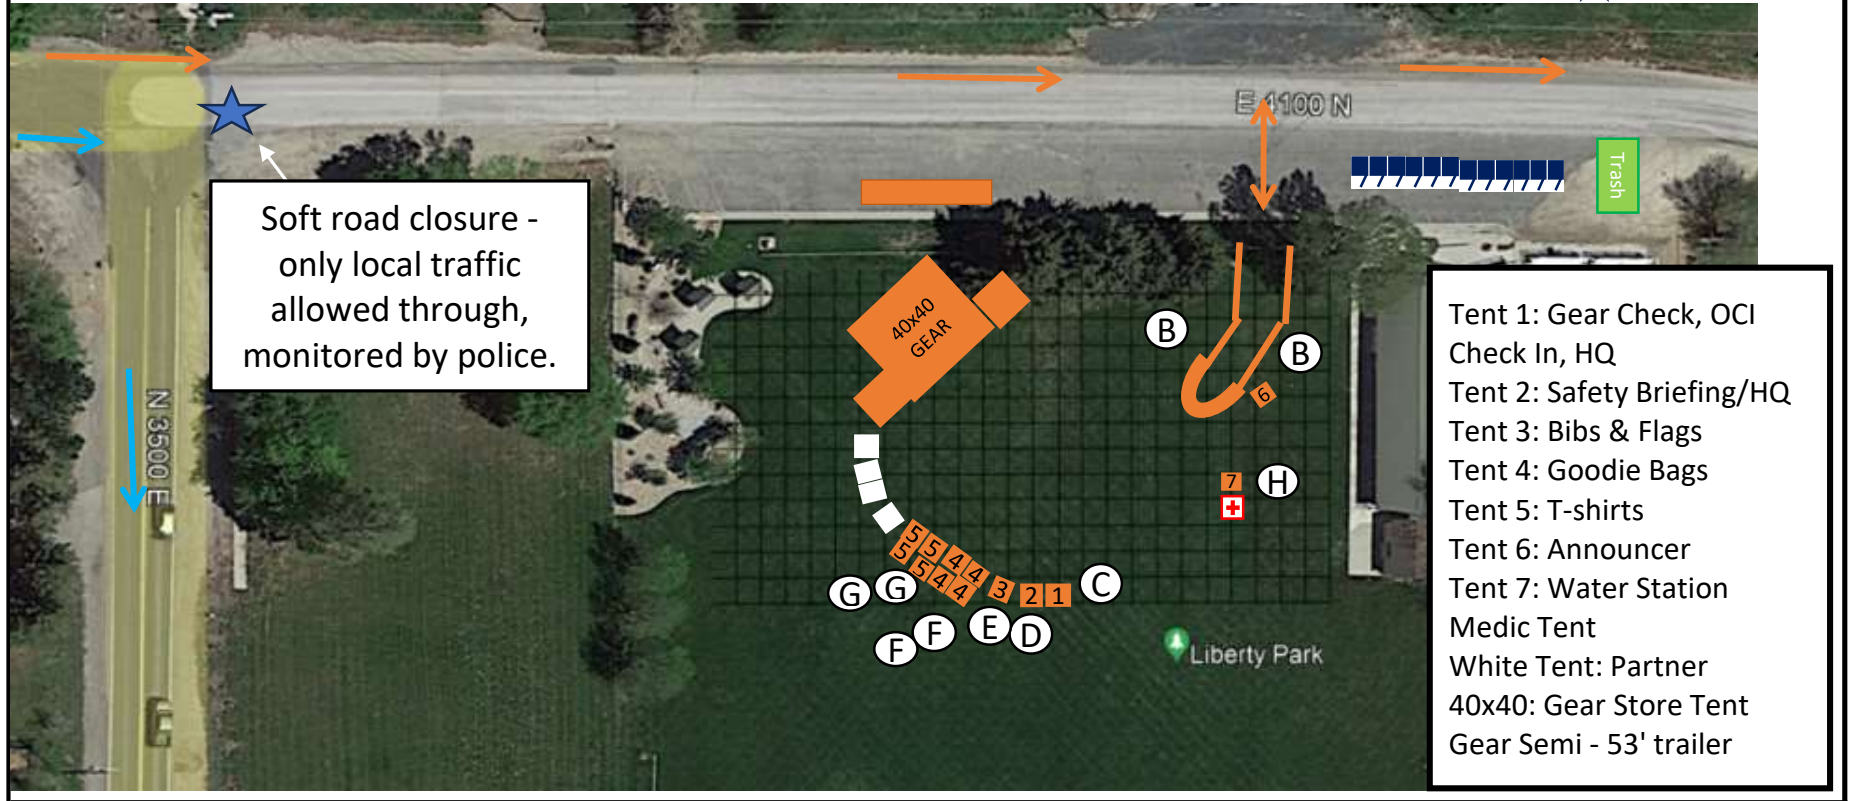 E 4100 N
Trash
Soft road closure -
only local traffic
allowed through,
monitored by police.
N 3500 E
40x40
GEAR
B
B
6
7
H
5
5
4
4
5
5
4
4
3
2
1
C
G
G
F
F
E
D
Liberty Park
Tent 1: Gear Check, OCI
Check In, HQ
Tent 2: Safety Briefing/HQ
Tent 3: Bibs & Flags
Tent 4: Goodie Bags
Tent 5: T-shirts
Tent 6: Announcer
Tent 7: Water Station
Medic Tent
White Tent: Partner
40x40: Gear Store Tent
Gear Semi - 53' trailer